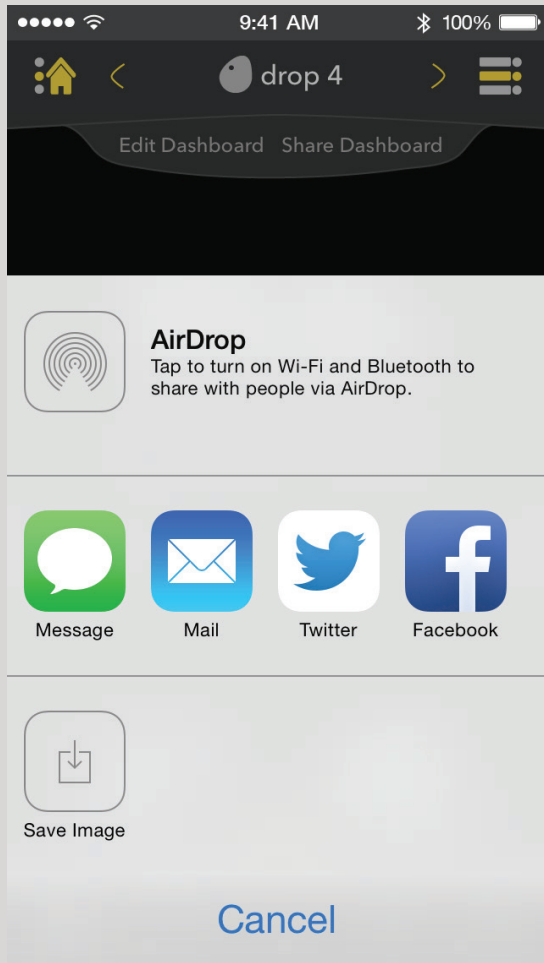 9:41 AM 100%
drop 4
Edit Dashboard Share Dashboard
AirDrop
Tap to turn on Wi-Fi and Bluetooth to
share with people via AirDrop.
Message Mail Twitter Facebook
Save Image
Cancel